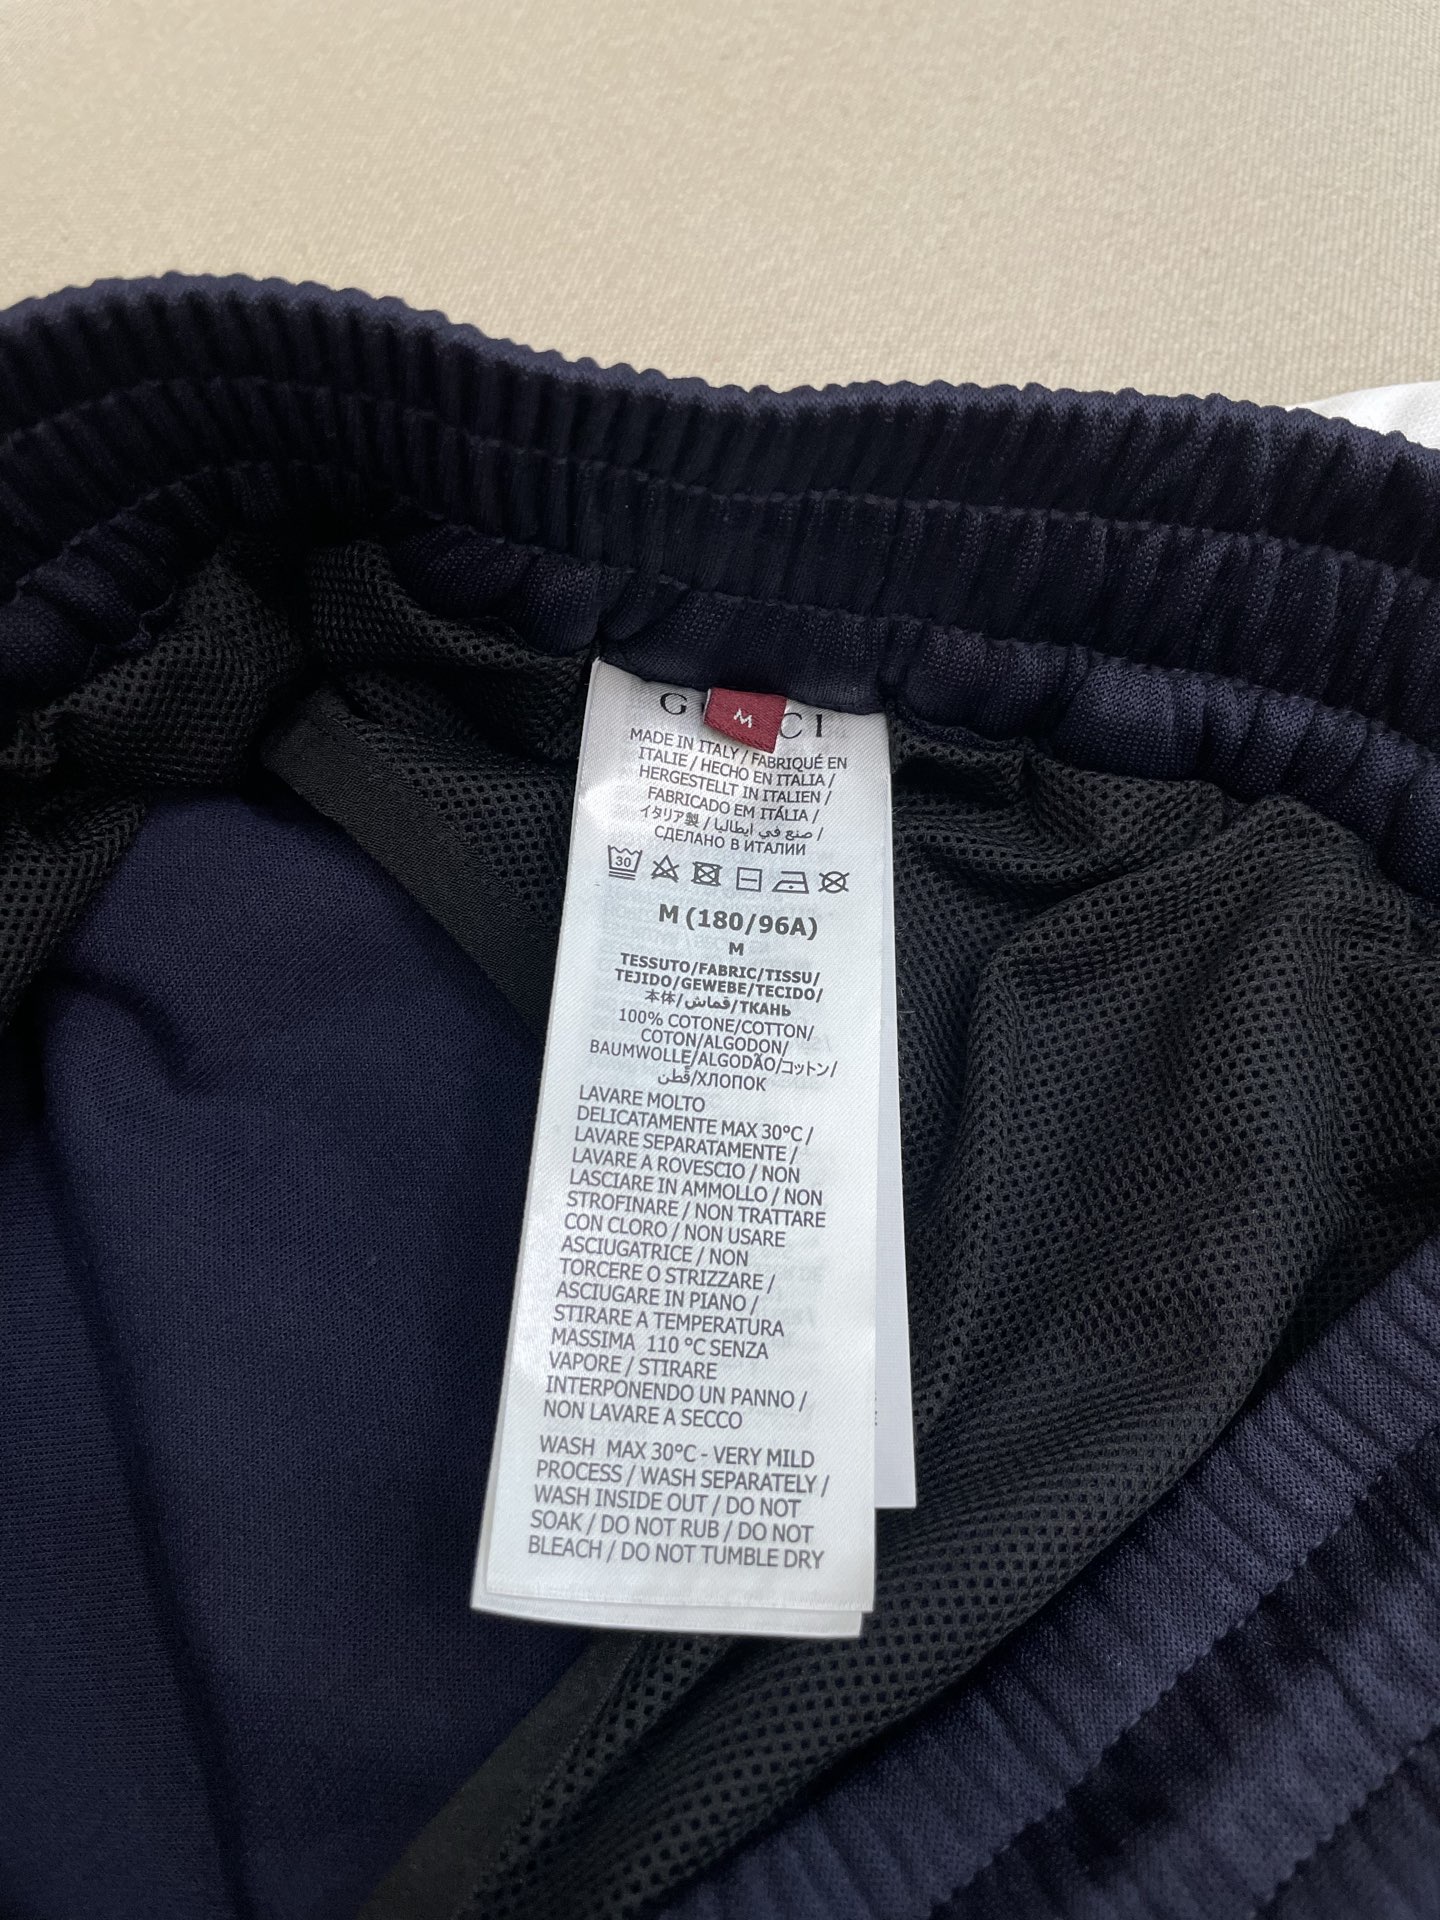 M
MADE IN ITALY / FABRIQUÉ EN
ITALIE / HECHO EN ITALIA /
HERGESTELLT IN ITALIEN /
FABRICADO EM ITÁLIA /
イタリア製 / صنع في ايطاليا /
СДЕЛАНО В ИТАЛИИ
30
M (180/96A)
M
TESSUTO/FABRIC/TISSU/
TEJIDO/GEWEBE/TECIDO/
本体/قماش/ТКАНЬ
100% COTONE/COTTON/
COTON/ALGODON/
BAUMWOLLE/ALGODÃO/コットン/
قطن/ХЛОПОК
LAVARE MOLTO
DELICATAMENTE MAX 30°C /
LAVARE SEPARATAMENTE /
LAVARE A ROVESCIO / NON
LASCIARE IN AMMOLLO / NON
STROFINARE / NON TRATTARE
CON CLORO / NON USARE
ASCIUGATRICE / NON
TORCERE O STRIZZARE /
ASCIUGARE IN PIANO /
STIRARE A TEMPERATURA
MASSIMA 110 °C SENZA
VAPORE / STIRARE
INTERPONENDO UN PANNO /
NON LAVARE A SECCO
WASH MAX 30°C - VERY MILD
PROCESS / WASH SEPARATELY /
WASH INSIDE OUT / DO NOT
SOAK / DO NOT RUB / DO NOT
BLEACH / DO NOT TUMBLE DRY